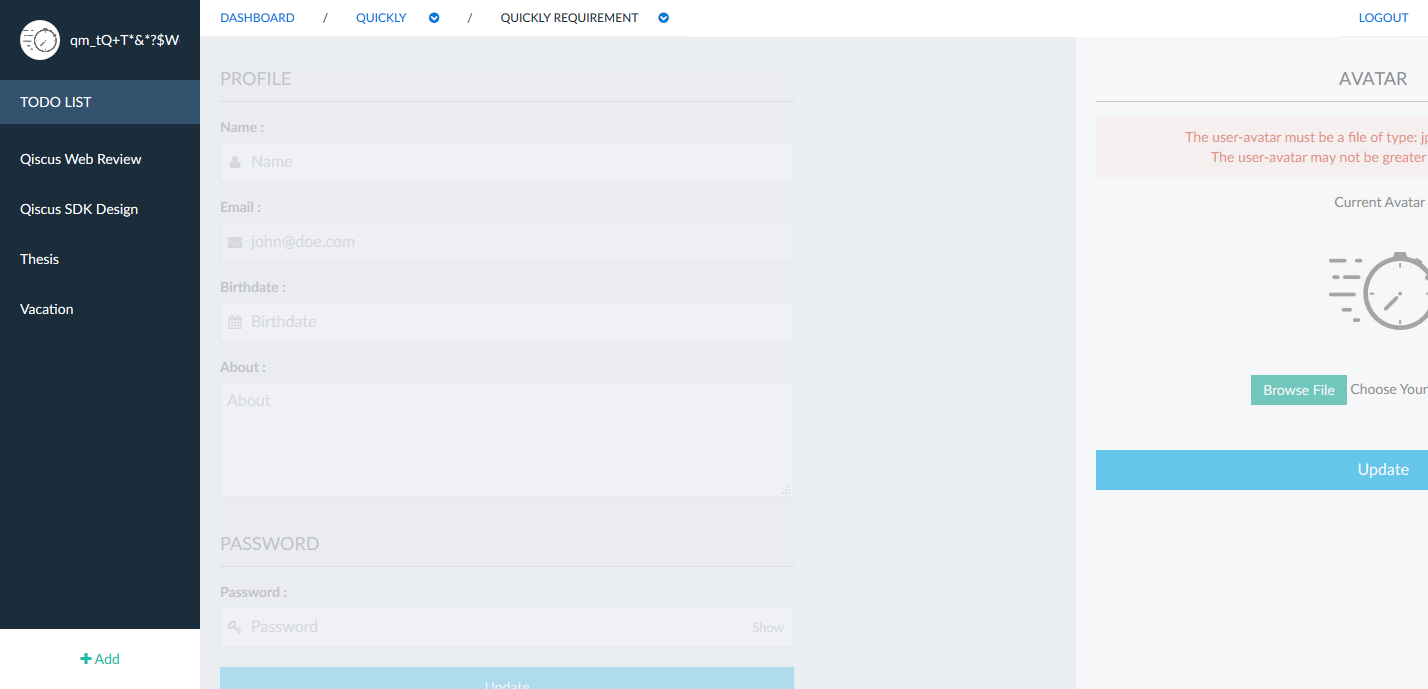 qm_tQ+T*&*?$W
DASHBOARD / QUICKLY / QUICKLY REQUIREMENT
LOGOUT
TODO LIST
Qiscus Web Review
Qiscus SDK Design
Thesis
Vacation
+ Add
PROFILE
Name :
Name
Email :
john@doe.com
Birthdate :
Birthdate
About :
About
PASSWORD
Password :
Password Show
Update
AVATAR
The user-avatar must be a file of type:
The user-avatar may not be greater
Current Avatar
Browse File Choose Your
Update